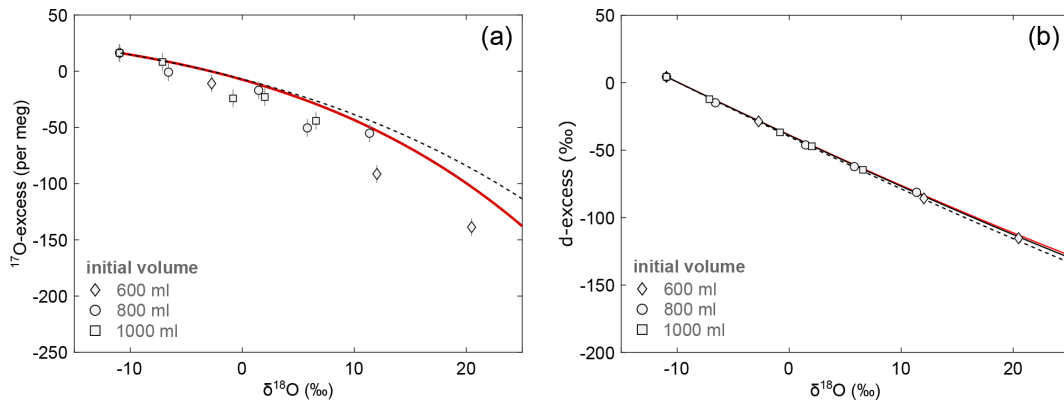 (a)
50
0
-50
-100
-150
-200
-250
¹⁷O-excess (per meg)
initial volume
600 ml
800 ml
1000 ml
-10
0
10
20
δ¹⁸O (‰)
(b)
50
0
-50
-100
-150
-200
d-excess (‰)
initial volume
600 ml
800 ml
1000 ml
-10
0
10
20
δ¹⁸O (‰)